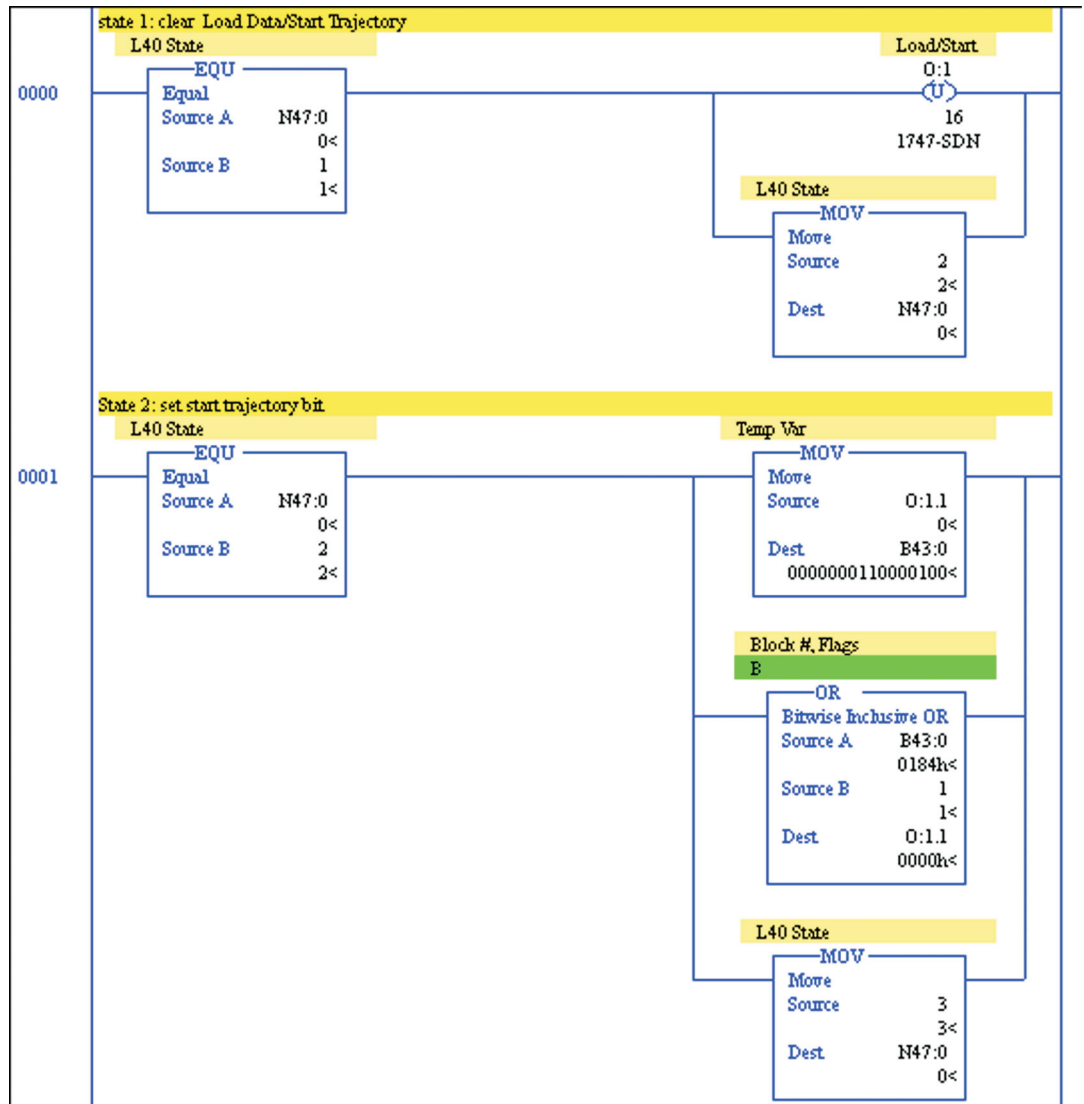 state 1: clear Load Data/Start Trajectory
L40 State
EQU
Equal
Source A N47:0
0<
Source B 1
1<
0000
Load/Start
O:1
U
16
1747-SDN
L40 State
MOV
Move
Source 2
2<
Dest N47:0
0<
State 2: set start trajectory bit
L40 State
EQU
Equal
Source A N47:0
0<
Source B 2
2<
0001
Temp Var
MOV
Move
Source O:1.1
0<
Dest B43:0
0000000110000100<
Block #, Flags
B
OR
Bitwise Inclusive OR
Source A B43:0
0184h<
Source B 1
1<
Dest O:1.1
0000h<
L40 State
MOV
Move
Source 3
3<
Dest N47:0
0<